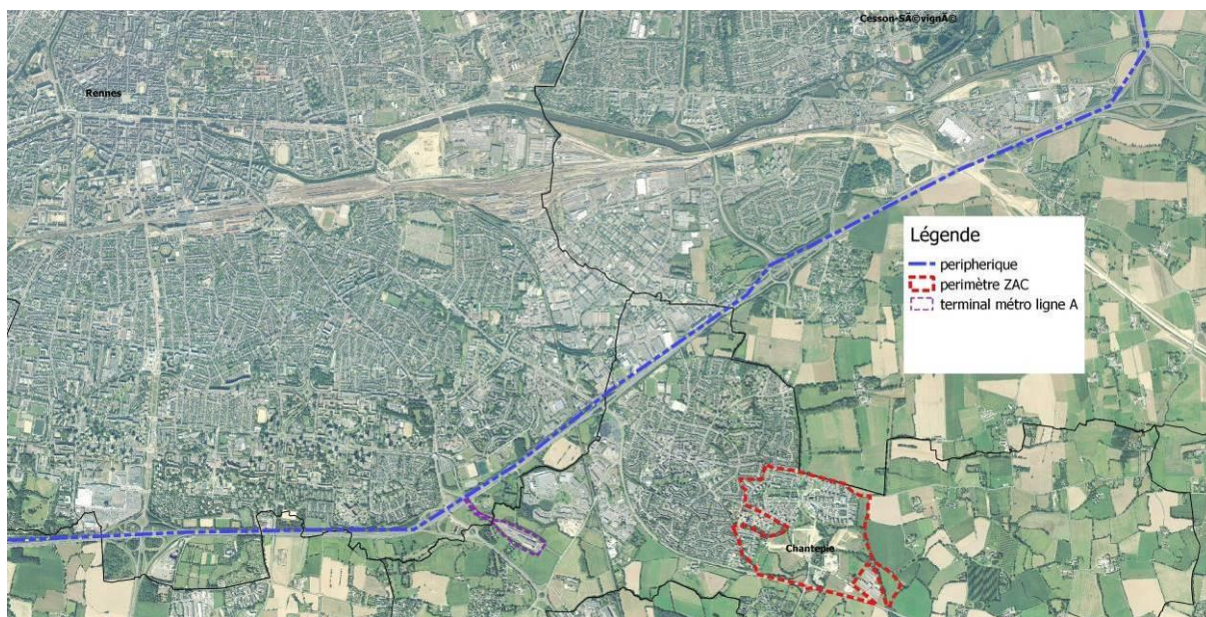 Cesson-SÃ©vignÃ©
Rennes
Légende
peripherique
perimètre ZAC
terminal métro ligne A
Chantepie